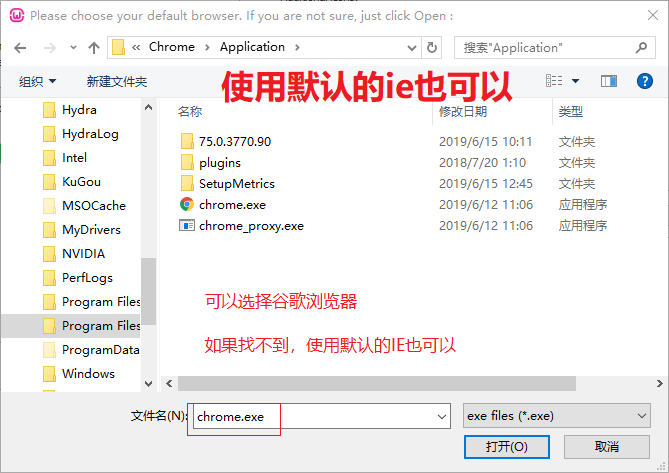 Please choose your default browser. If you are not sure, just click Open :
« Chrome > Application >
搜索"Application"
组织
新建文件夹
使用默认的ie也可以
名称
修改日期
类型
Hydra
HydraLog
Intel
KuGou
MSOCache
MyDrivers
NVIDIA
PerfLogs
Program Files
Program Files
ProgramData
Windows
75.0.3770.90 2019/6/15 10:11 文件夹
plugins 2018/7/20 1:10 文件夹
SetupMetrics 2019/6/15 12:45 文件夹
chrome.exe 2019/6/12 11:06 应用程序
chrome_proxy.exe 2019/6/12 11:06 应用程序
可以选择谷歌浏览器
如果找不到，使用默认的IE也可以
文件名(N): chrome.exe
exe files (*.exe)
打开(O)
取消